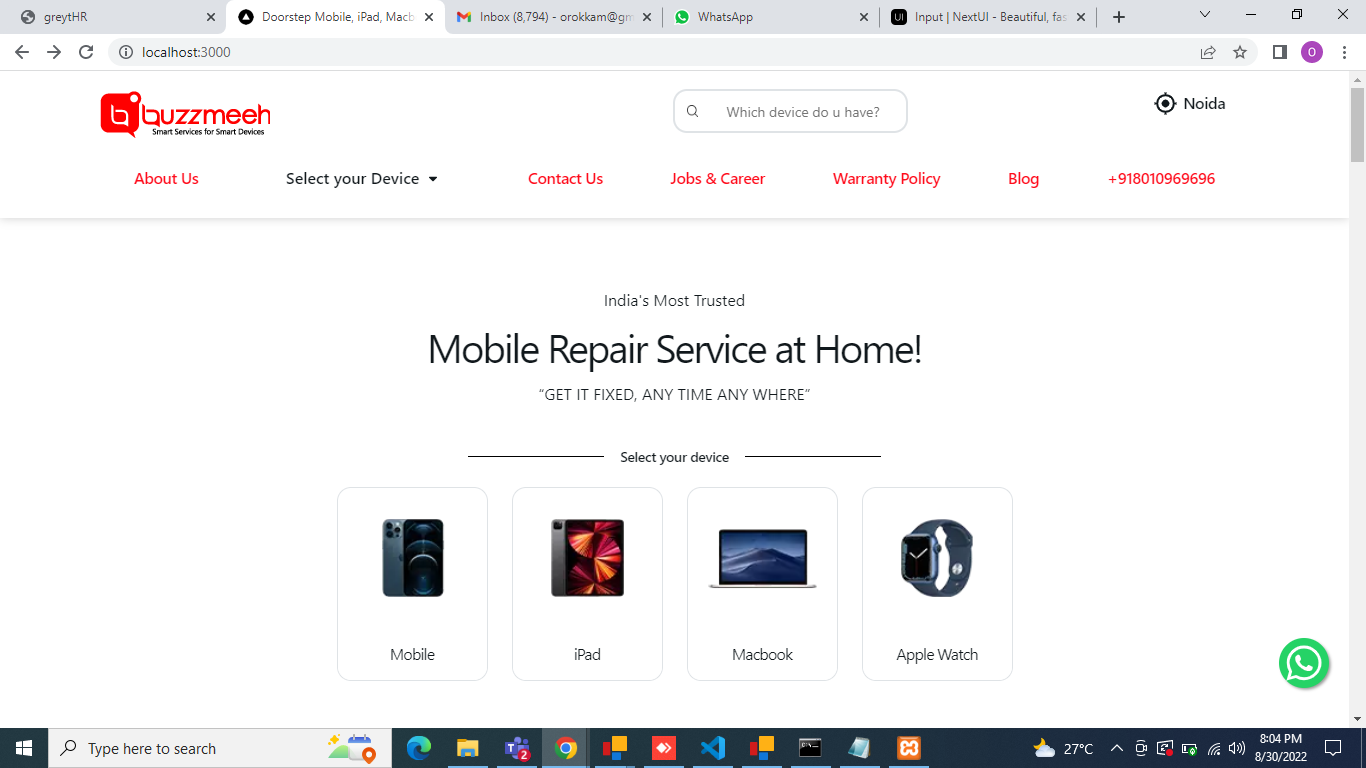 greytHR
Doorstep Mobile, iPad, Macb
Inbox (8,794) - orokkam@gm
WhatsApp
Input | NextUI - Beautiful, fas
localhost:3000
O
buzzmeeh
Smart Services for Smart Devices
Which device do u have?
Noida
About Us
Select your Device
Contact Us
Jobs & Career
Warranty Policy
Blog
+918010969696
India's Most Trusted
Mobile Repair Service at Home!
“GET IT FIXED, ANY TIME ANY WHERE”
Select your device
Mobile
iPad
Macbook
Apple Watch
Type here to search
2
27°C
8:04 PM
8/30/2022